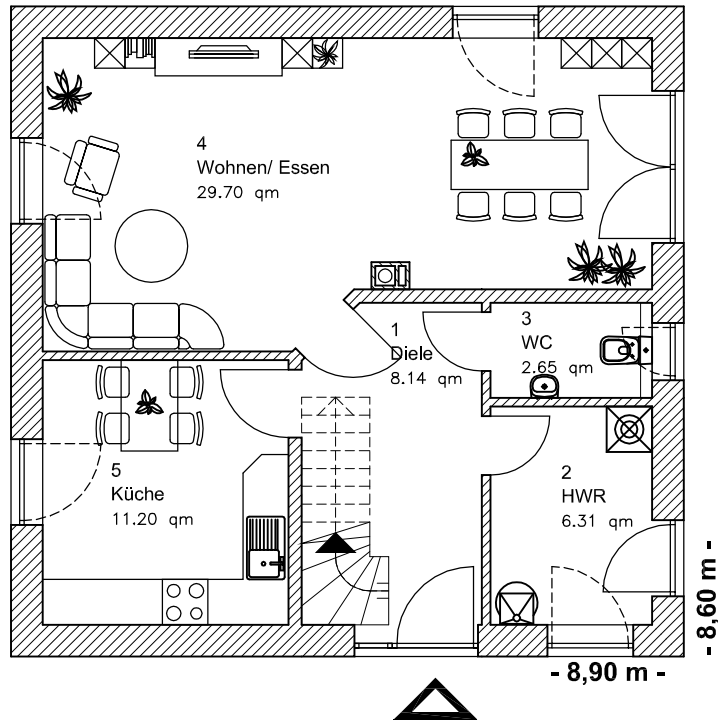 4
Wohnen/ Essen
29.70 qm
1
Diele
8.14 qm
3
WC
2.65 qm
5
Küche
11.20 qm
2
HWR
6.31 qm
- 8,60 m -
- 8,90 m -